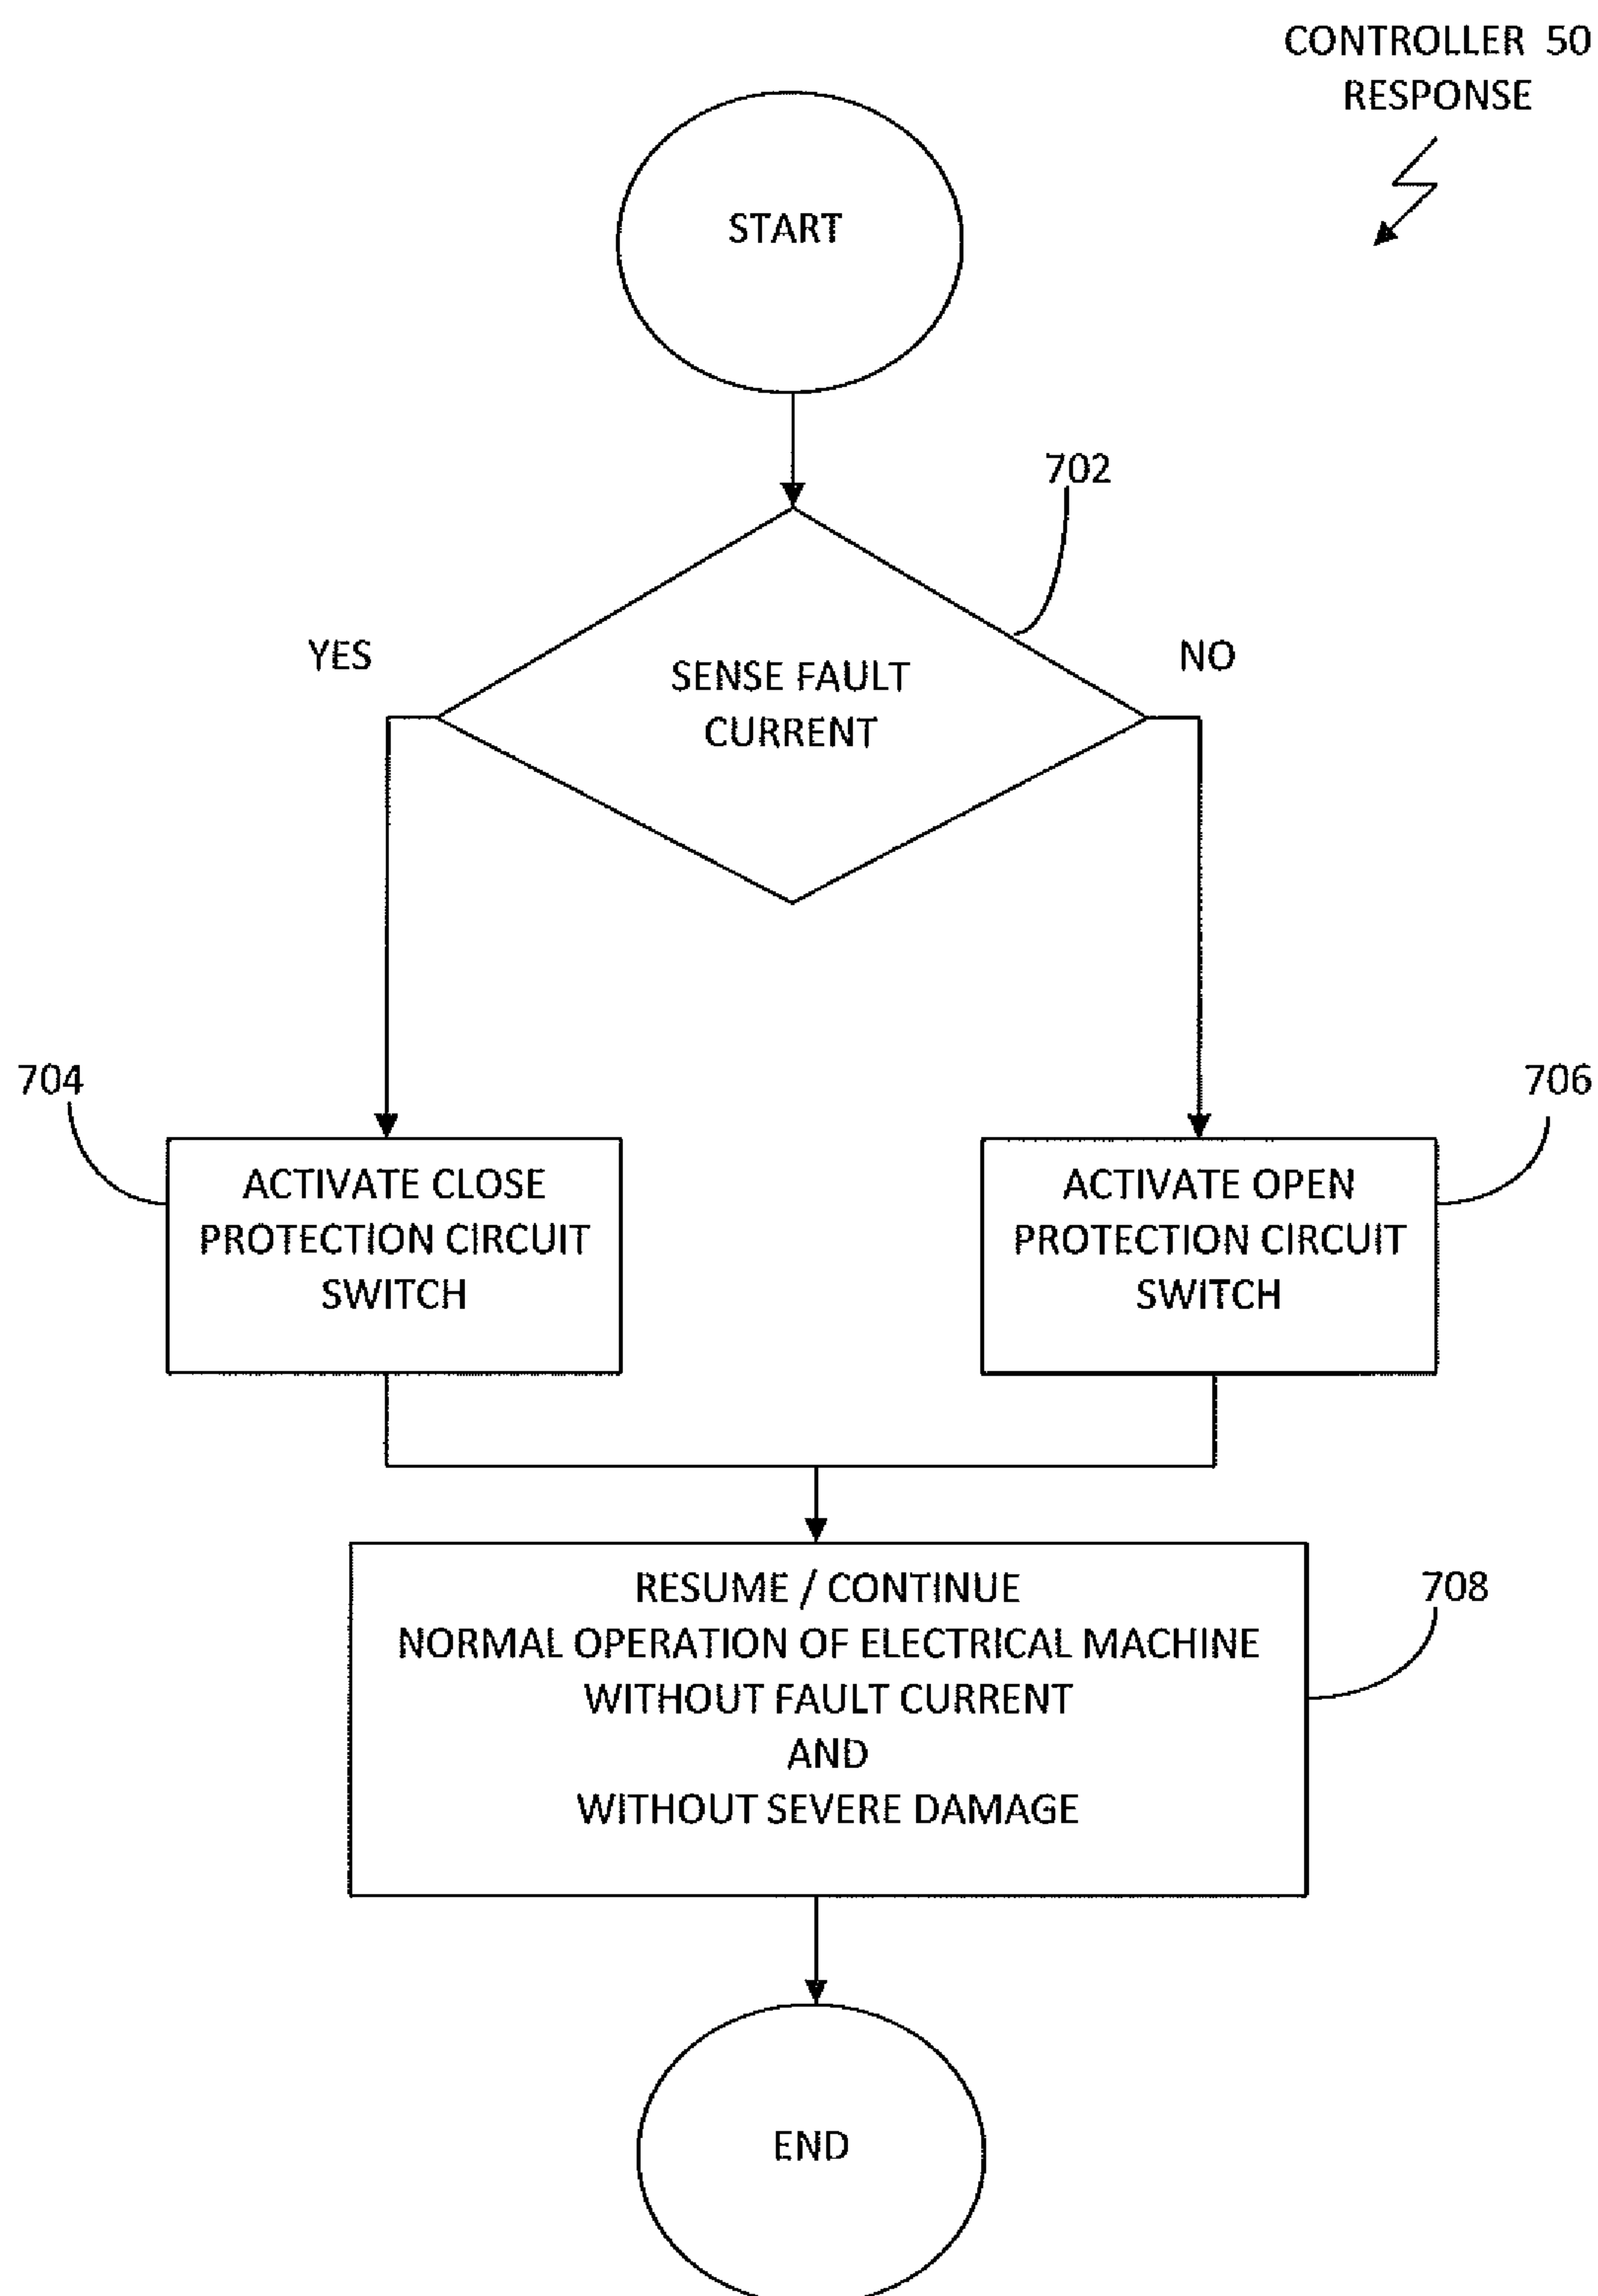 CONTROLLER 50
RESPONSE
START
702
YES
NO
SENSE FAULT
CURRENT
704
706
ACTIVATE CLOSE
PROTECTION CIRCUIT
SWITCH
ACTIVATE OPEN
PROTECTION CIRCUIT
SWITCH
708
RESUME / CONTINUE
NORMAL OPERATION OF ELECTRICAL MACHINE
WITHOUT FAULT CURRENT
AND
WITHOUT SEVERE DAMAGE
END